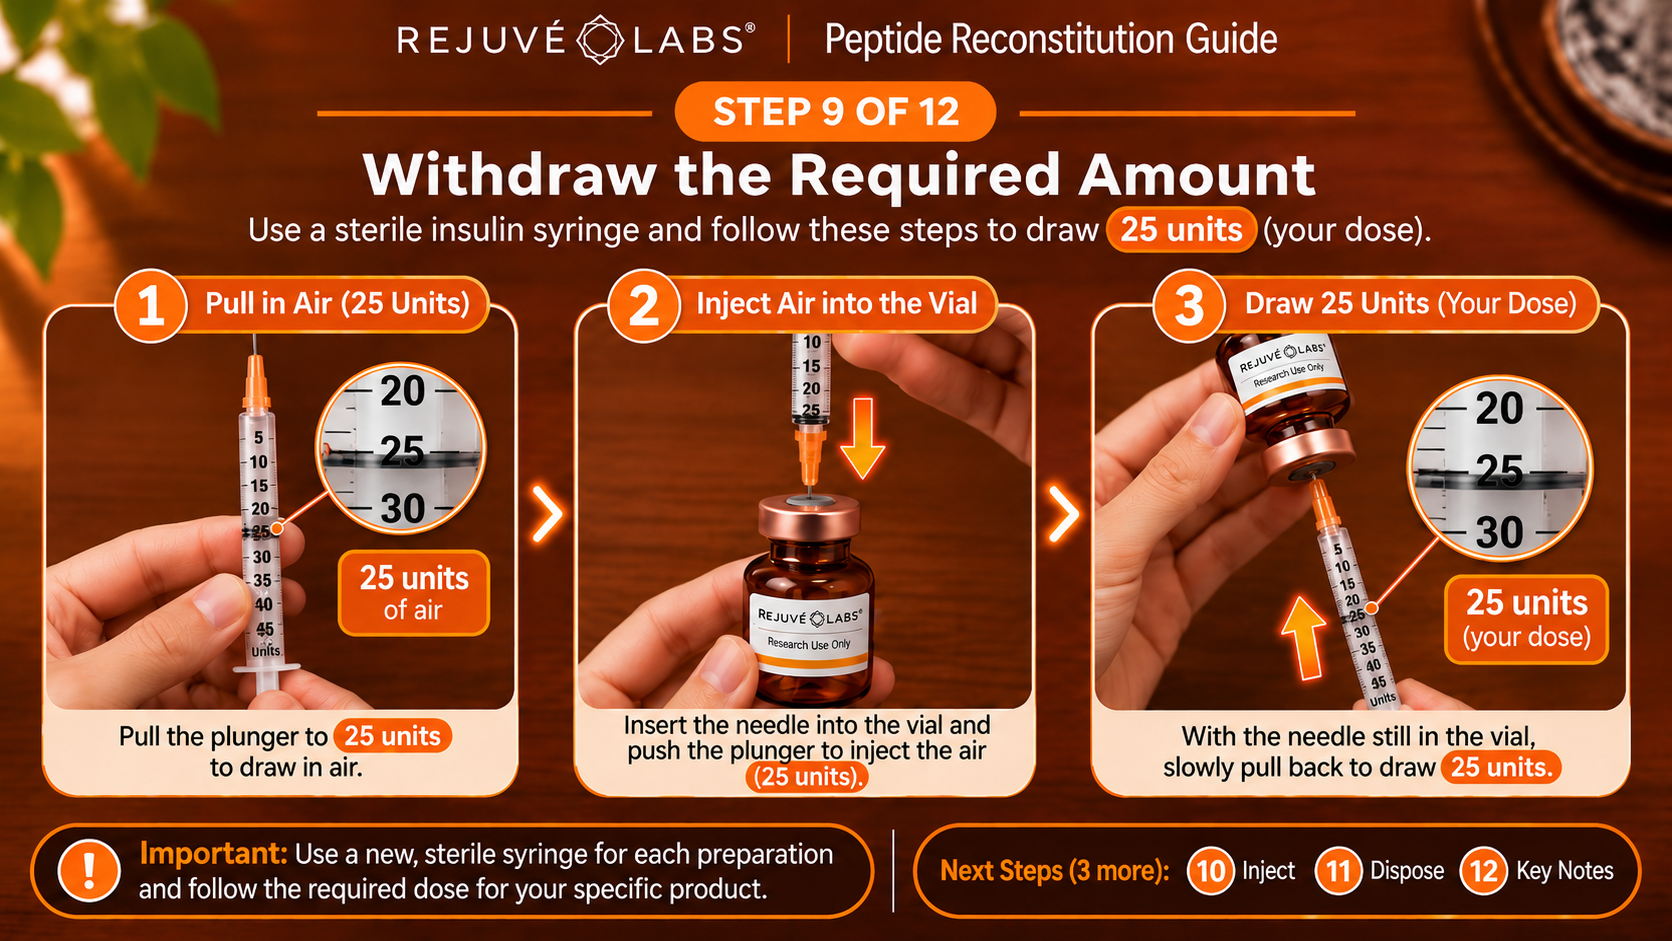 REJUVÉ LABS®
Peptide Reconstitution Guide
STEP 9 OF 12
Withdraw the Required Amount
Use a sterile insulin syringe and follow these steps to draw 25 units (your dose).
1 Pull in Air (25 Units)
5
10
15
20
25
30
35
40
45
Units
20
25
30
25 units
of air
Pull the plunger to 25 units
to draw in air.
2 Inject Air into the Vial
10
15
20
25
REJUVÉ LABS®
Research Use Only
Insert the needle into the vial and
push the plunger to inject the air
(25 units).
3 Draw 25 Units (Your Dose)
REJUVÉ LABS®
Research Use Only
5
10
15
20
25
30
35
40
45
Units
20
25
30
25 units
(your dose)
With the needle still in the vial,
slowly pull back to draw 25 units.
! Important: Use a new, sterile syringe for each preparation
and follow the required dose for your specific product.
Next Steps (3 more): 10 Inject 11 Dispose 12 Key Notes